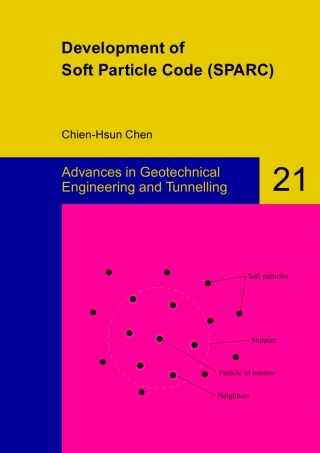 Development of
Soft Particle Code (SPARC)
Chien-Hsun Chen
Advances in Geotechnical
Engineering and Tunnelling
21
Soft particles
Support
Particle of interest
Neighbors